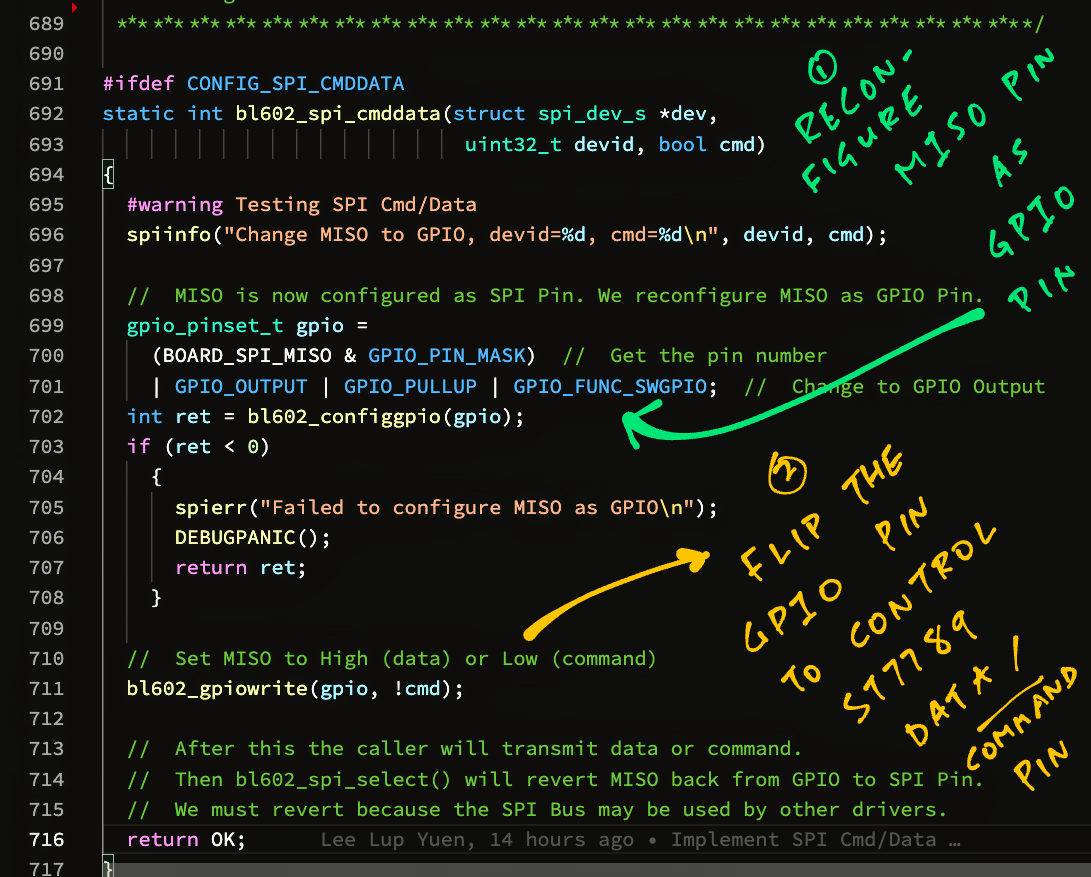 689 ***********************************************************/
690
691 #ifdef CONFIG_SPI_CMDDATA
692 static int bl602_spi_cmddata(struct spi_dev_s *dev,
693 uint32_t devid, bool cmd)
694 {
695 #warning Testing SPI Cmd/Data
696 spiinfo("Change MISO to GPIO, devid=%d, cmd=%d\n", devid, cmd);
697
698 // MISO is now configured as SPI Pin. We reconfigure MISO as GPIO Pin.
699 gpio_pinset_t gpio =
700 (BOARD_SPI_MISO & GPIO_PIN_MASK) // Get the pin number
701 | GPIO_OUTPUT | GPIO_PULLUP | GPIO_FUNC_SWGPIO; // Change to GPIO Output
702 int ret = bl602_configgpio(gpio);
703 if (ret < 0)
704 {
705 spierr("Failed to configure MISO as GPIO\n");
706 DEBUGPANIC();
707 return ret;
708 }
709
710 // Set MISO to High (data) or Low (command)
711 bl602_gpiowrite(gpio, !cmd);
712
713 // After this the caller will transmit data or command.
714 // Then bl602_spi_select() will revert MISO back from GPIO to SPI Pin.
715 // We must revert because the SPI Bus may be used by other drivers.
716 return OK; Lee Lup Yuen, 14 hours ago • Implement SPI Cmd/Data …
717 }
①
RECON-
FIGURE
MISO PIN
AS
GPIO
PIN
②
FLIP THE
GPIO PIN
TO CONTROL
ST7789
DATA /
COMMAND
PIN